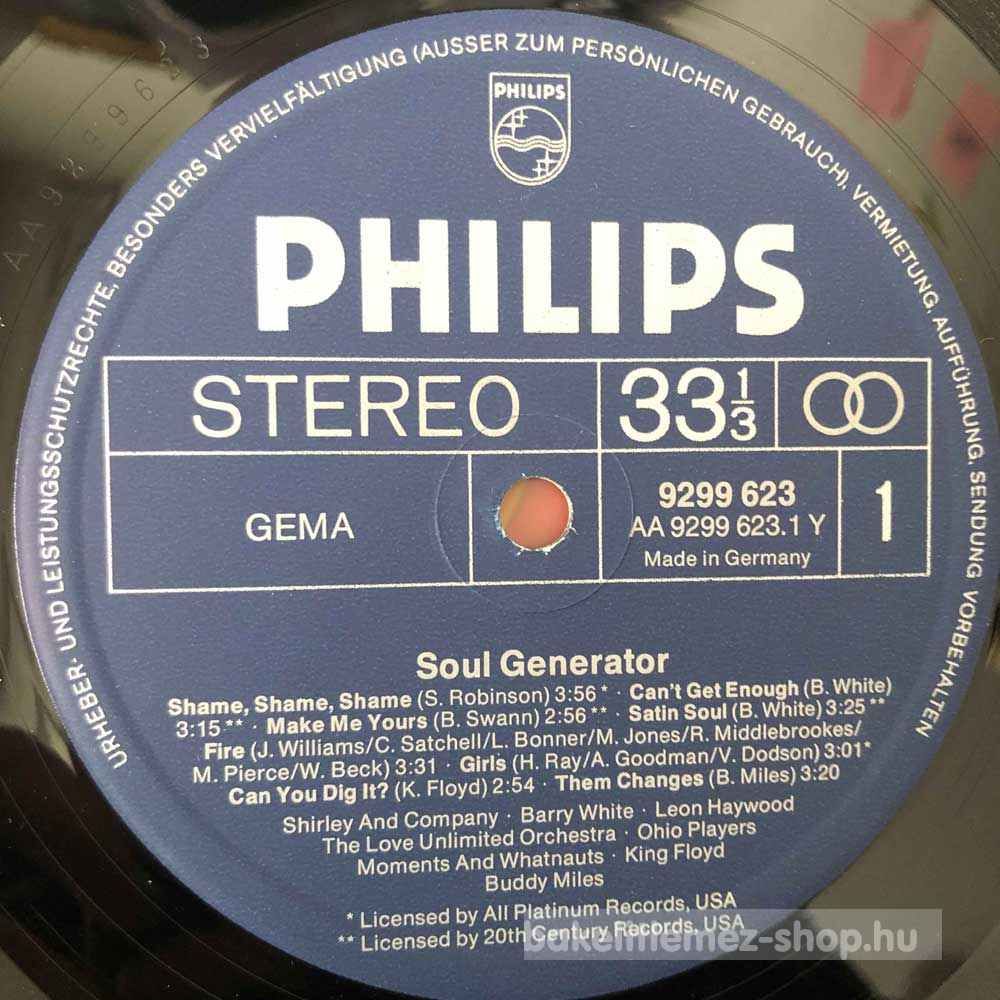 URHEBER- UND LEISTUNGSSCHUTZRECHTE, BESONDERS VERVIELFÄLTIGUNG (AUSSER ZUM PERSÖNLICHEN GEBRAUCH), VERMIETUNG, AUFFÜHRUNG, SENDUNG VORBEHALTEN
PHILIPS
PHILIPS
STEREO
33 1/3
GEMA
9299 623
AA 9299 623.1 Y
Made in Germany
1
Soul Generator
Shame, Shame, Shame (S. Robinson) 3:56 * · Can't Get Enough (B. White)
3:15 ** · Make Me Yours (B. Swann) 2:56 ** · Satin Soul (B. White) 3:25 **
Fire (J. Williams/C. Satchell/L. Bonner/M. Jones/R. Middlebrookes/
M. Pierce/W. Beck) 3:31 · Girls (H. Ray/A. Goodman/V. Dodson) 3:01*
Can You Dig It? (K. Floyd) 2:54 · Them Changes (B. Miles) 3:20
Shirley And Company · Barry White · Leon Haywood
The Love Unlimited Orchestra · Ohio Players
Moments And Whatnauts · King Floyd
Buddy Miles
* Licensed by All Platinum Records, USA
** Licensed by 20th Century Records, USA
bakelitlemez-shop.hu